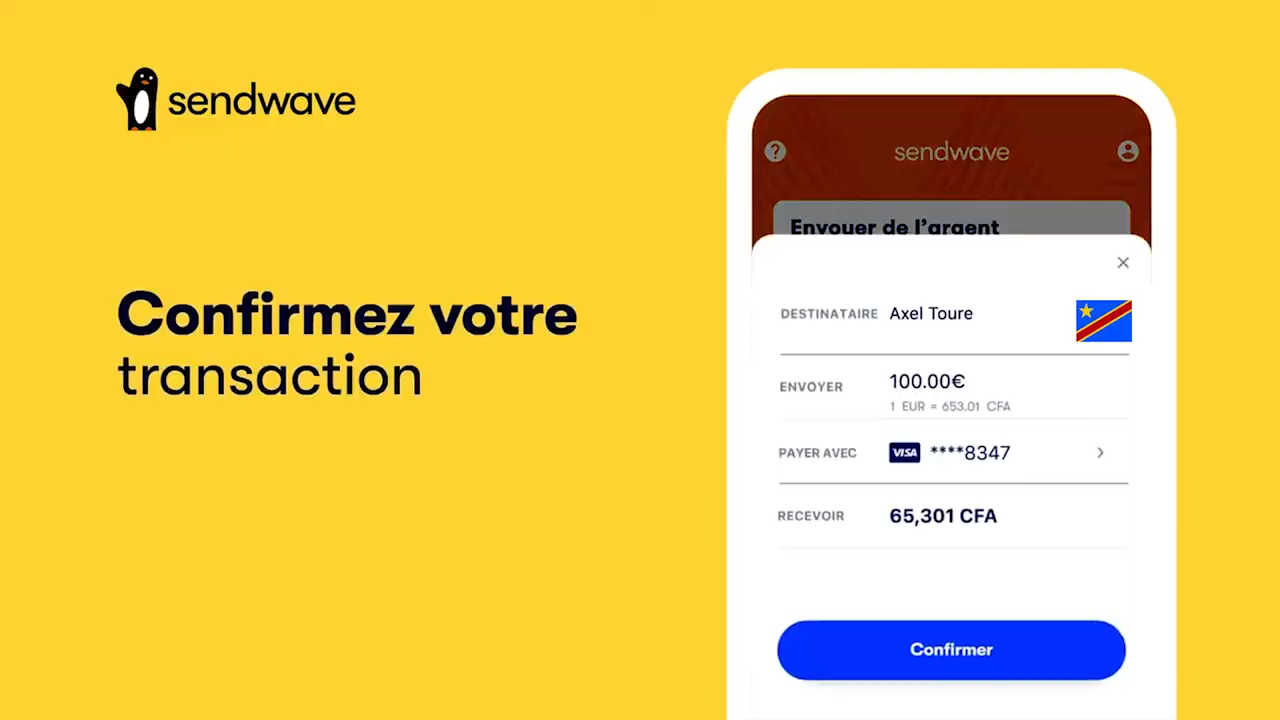 sendwave
Confirmez votre
transaction
sendwave
Envoyer de l'argent
DESTINATAIRE Axel Toure
ENVOYER 100.00€
1 EUR = 653.01 CFA
PAYER AVEC VISA ****8347
RECEVOIR 65,301 CFA
Confirmer